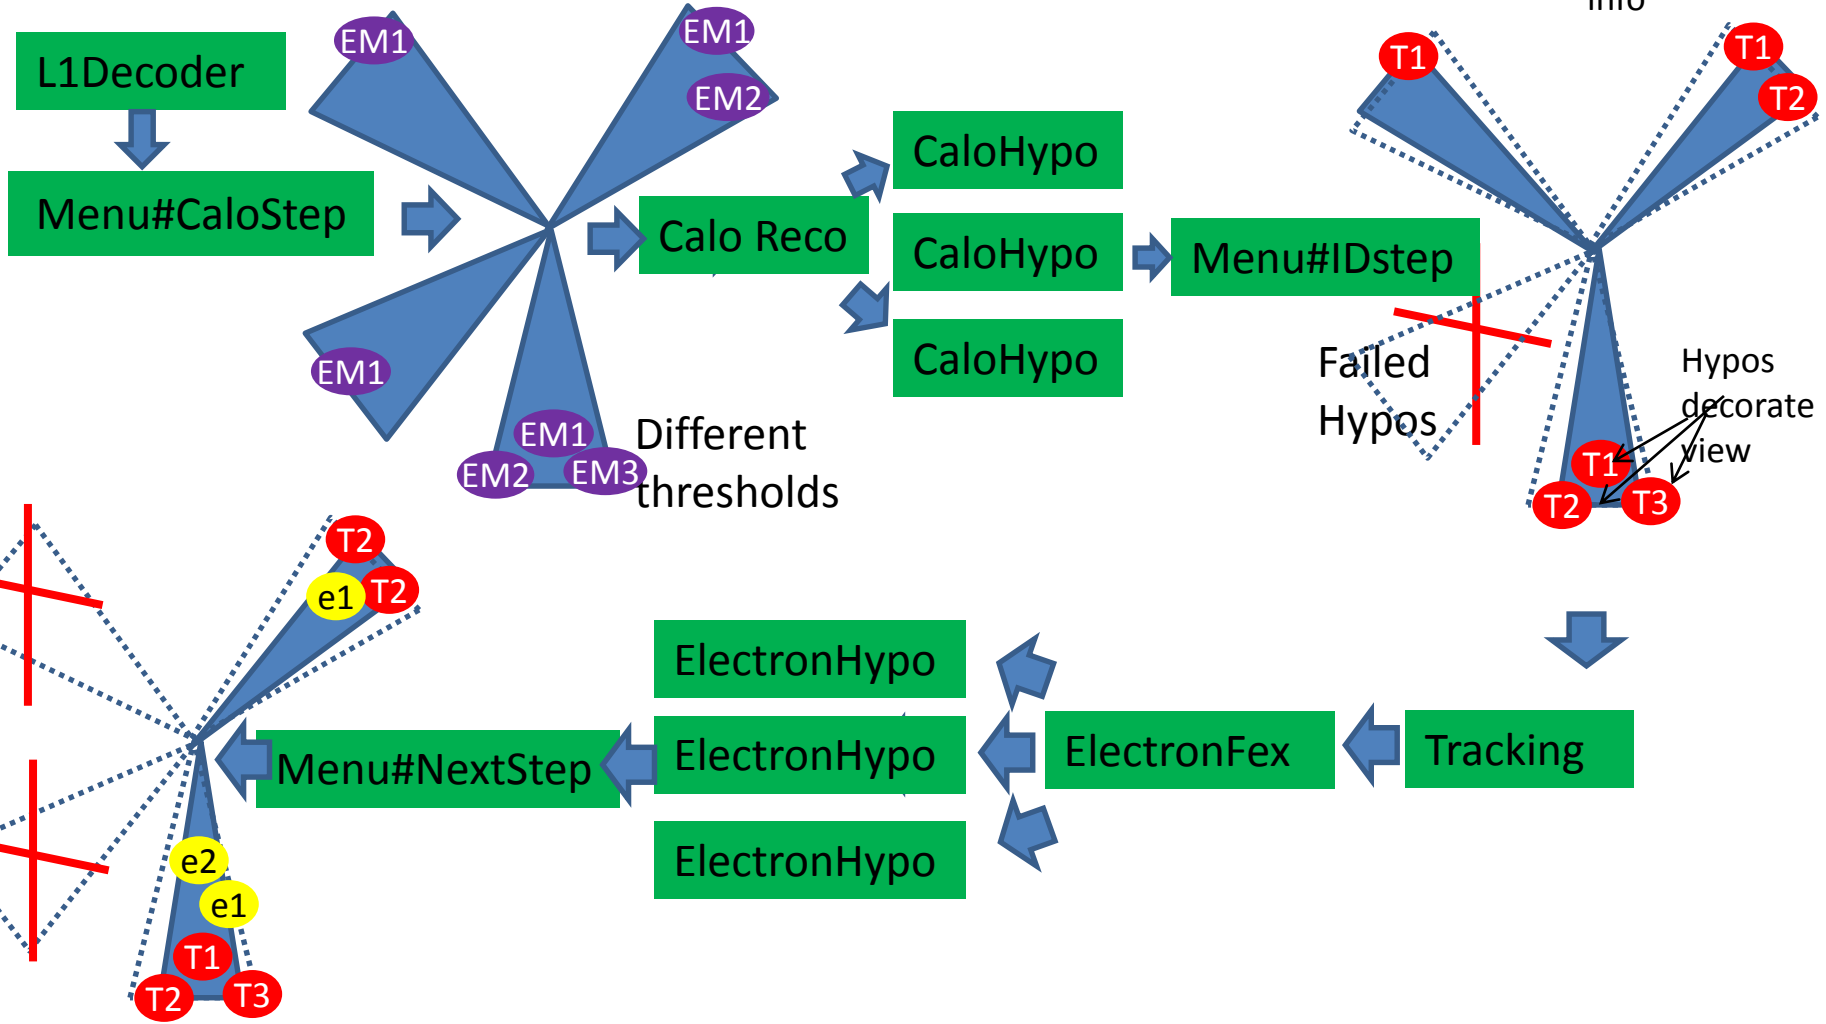 info
L1Decoder
EM1
EM1
EM2
T1
T1
T2
Menu#CaloStep
Calo Reco
CaloHypo
CaloHypo
CaloHypo
Menu#IDstep
EM1
EM1
EM2
EM3
Different
thresholds
Failed
Hypos
Hypos
decorate
view
T1
T2
T3
T2
e1
T2
ElectronHypo
ElectronHypo
ElectronHypo
Menu#NextStep
ElectronFex
Tracking
e2
e1
T1
T2
T3